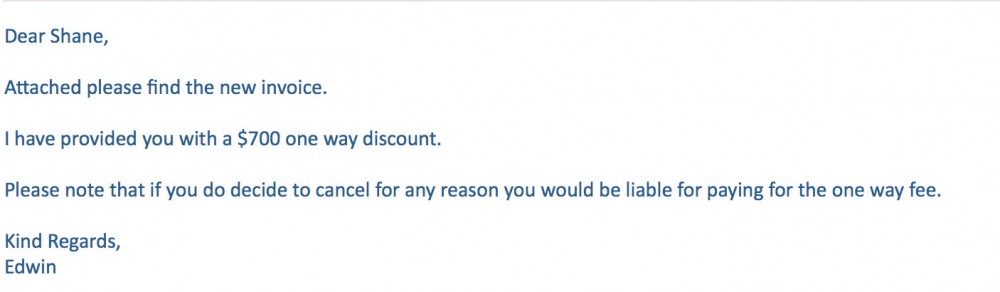 Dear Shane,
Attached please find the new invoice.
I have provided you with a $700 one way discount.
Please note that if you do decide to cancel for any reason you would be liable for paying for the one way fee.
Kind Regards,
Edwin